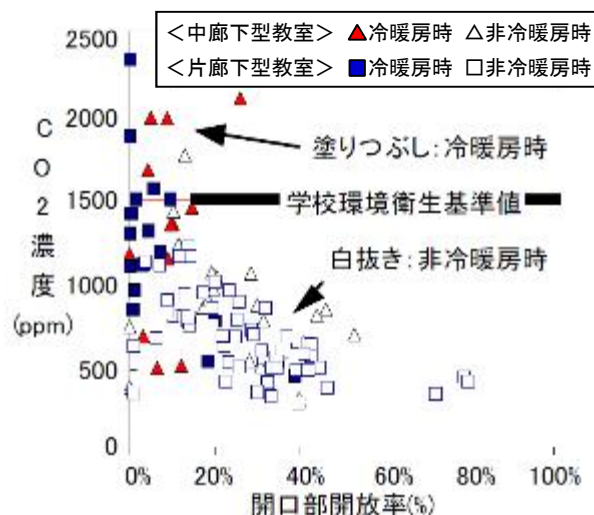 ＜中廊下型教室＞ ▲冷暖房時 △非冷暖房時
＜片廊下型教室＞ ■冷暖房時 □非冷暖房時
CO2濃度
(ppm)
2500
2000
1500
1000
500
0
塗りつぶし：冷暖房時
学校環境衛生基準値
白抜き：非冷暖房時
0% 20% 40% 60% 80% 100%
開口部開放率(%)